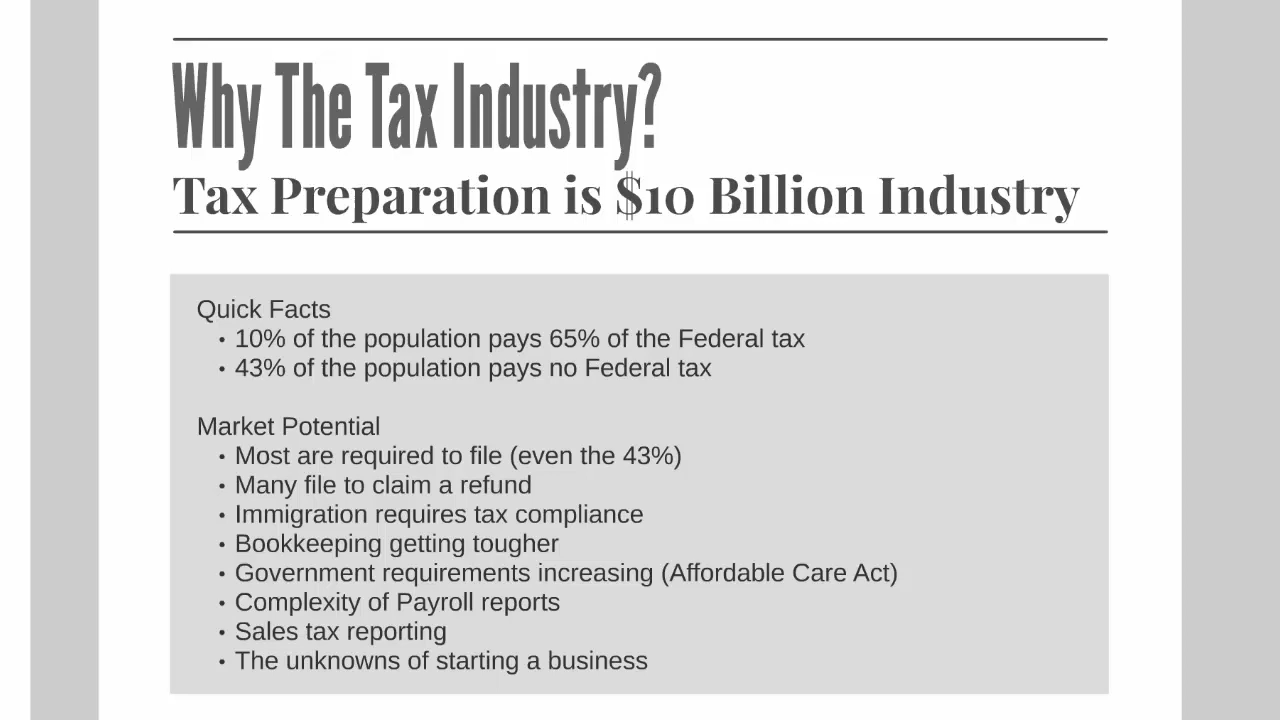 Why The Tax Industry?
Tax Preparation is $10 Billion Industry
Quick Facts
• 10% of the population pays 65% of the Federal tax
• 43% of the population pays no Federal tax
Market Potential
• Most are required to file (even the 43%)
• Many file to claim a refund
• Immigration requires tax compliance
• Bookkeeping getting tougher
• Government requirements increasing (Affordable Care Act)
• Complexity of Payroll reports
• Sales tax reporting
• The unknowns of starting a business